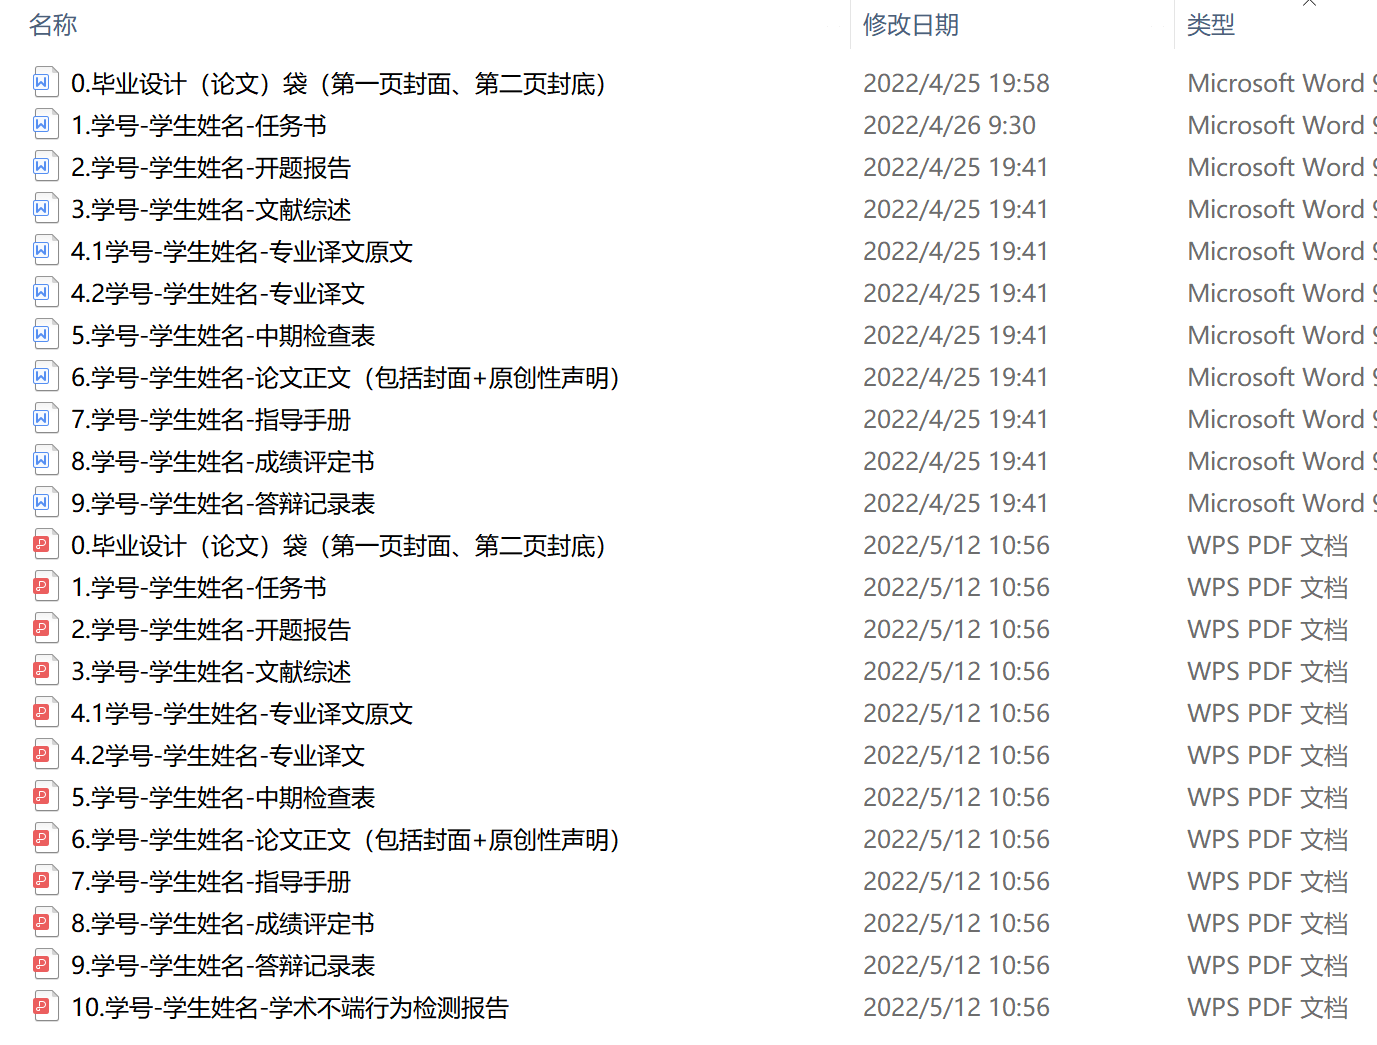 名称 修改日期 类型
0.毕业设计（论文）袋（第一页封面、第二页封底） 2022/4/25 19:58 Microsoft Word 9
1.学号-学生姓名-任务书 2022/4/26 9:30 Microsoft Word 9
2.学号-学生姓名-开题报告 2022/4/25 19:41 Microsoft Word 9
3.学号-学生姓名-文献综述 2022/4/25 19:41 Microsoft Word 9
4.1学号-学生姓名-专业译文原文 2022/4/25 19:41 Microsoft Word 9
4.2学号-学生姓名-专业译文 2022/4/25 19:41 Microsoft Word 9
5.学号-学生姓名-中期检查表 2022/4/25 19:41 Microsoft Word 9
6.学号-学生姓名-论文正文（包括封面+原创性声明） 2022/4/25 19:41 Microsoft Word 9
7.学号-学生姓名-指导手册 2022/4/25 19:41 Microsoft Word 9
8.学号-学生姓名-成绩评定书 2022/4/25 19:41 Microsoft Word 9
9.学号-学生姓名-答辩记录表 2022/4/25 19:41 Microsoft Word 9
0.毕业设计（论文）袋（第一页封面、第二页封底） 2022/5/12 10:56 WPS PDF 文档
1.学号-学生姓名-任务书 2022/5/12 10:56 WPS PDF 文档
2.学号-学生姓名-开题报告 2022/5/12 10:56 WPS PDF 文档
3.学号-学生姓名-文献综述 2022/5/12 10:56 WPS PDF 文档
4.1学号-学生姓名-专业译文原文 2022/5/12 10:56 WPS PDF 文档
4.2学号-学生姓名-专业译文 2022/5/12 10:56 WPS PDF 文档
5.学号-学生姓名-中期检查表 2022/5/12 10:56 WPS PDF 文档
6.学号-学生姓名-论文正文（包括封面+原创性声明） 2022/5/12 10:56 WPS PDF 文档
7.学号-学生姓名-指导手册 2022/5/12 10:56 WPS PDF 文档
8.学号-学生姓名-成绩评定书 2022/5/12 10:56 WPS PDF 文档
9.学号-学生姓名-答辩记录表 2022/5/12 10:56 WPS PDF 文档
10.学号-学生姓名-学术不端行为检测报告 2022/5/12 10:56 WPS PDF 文档